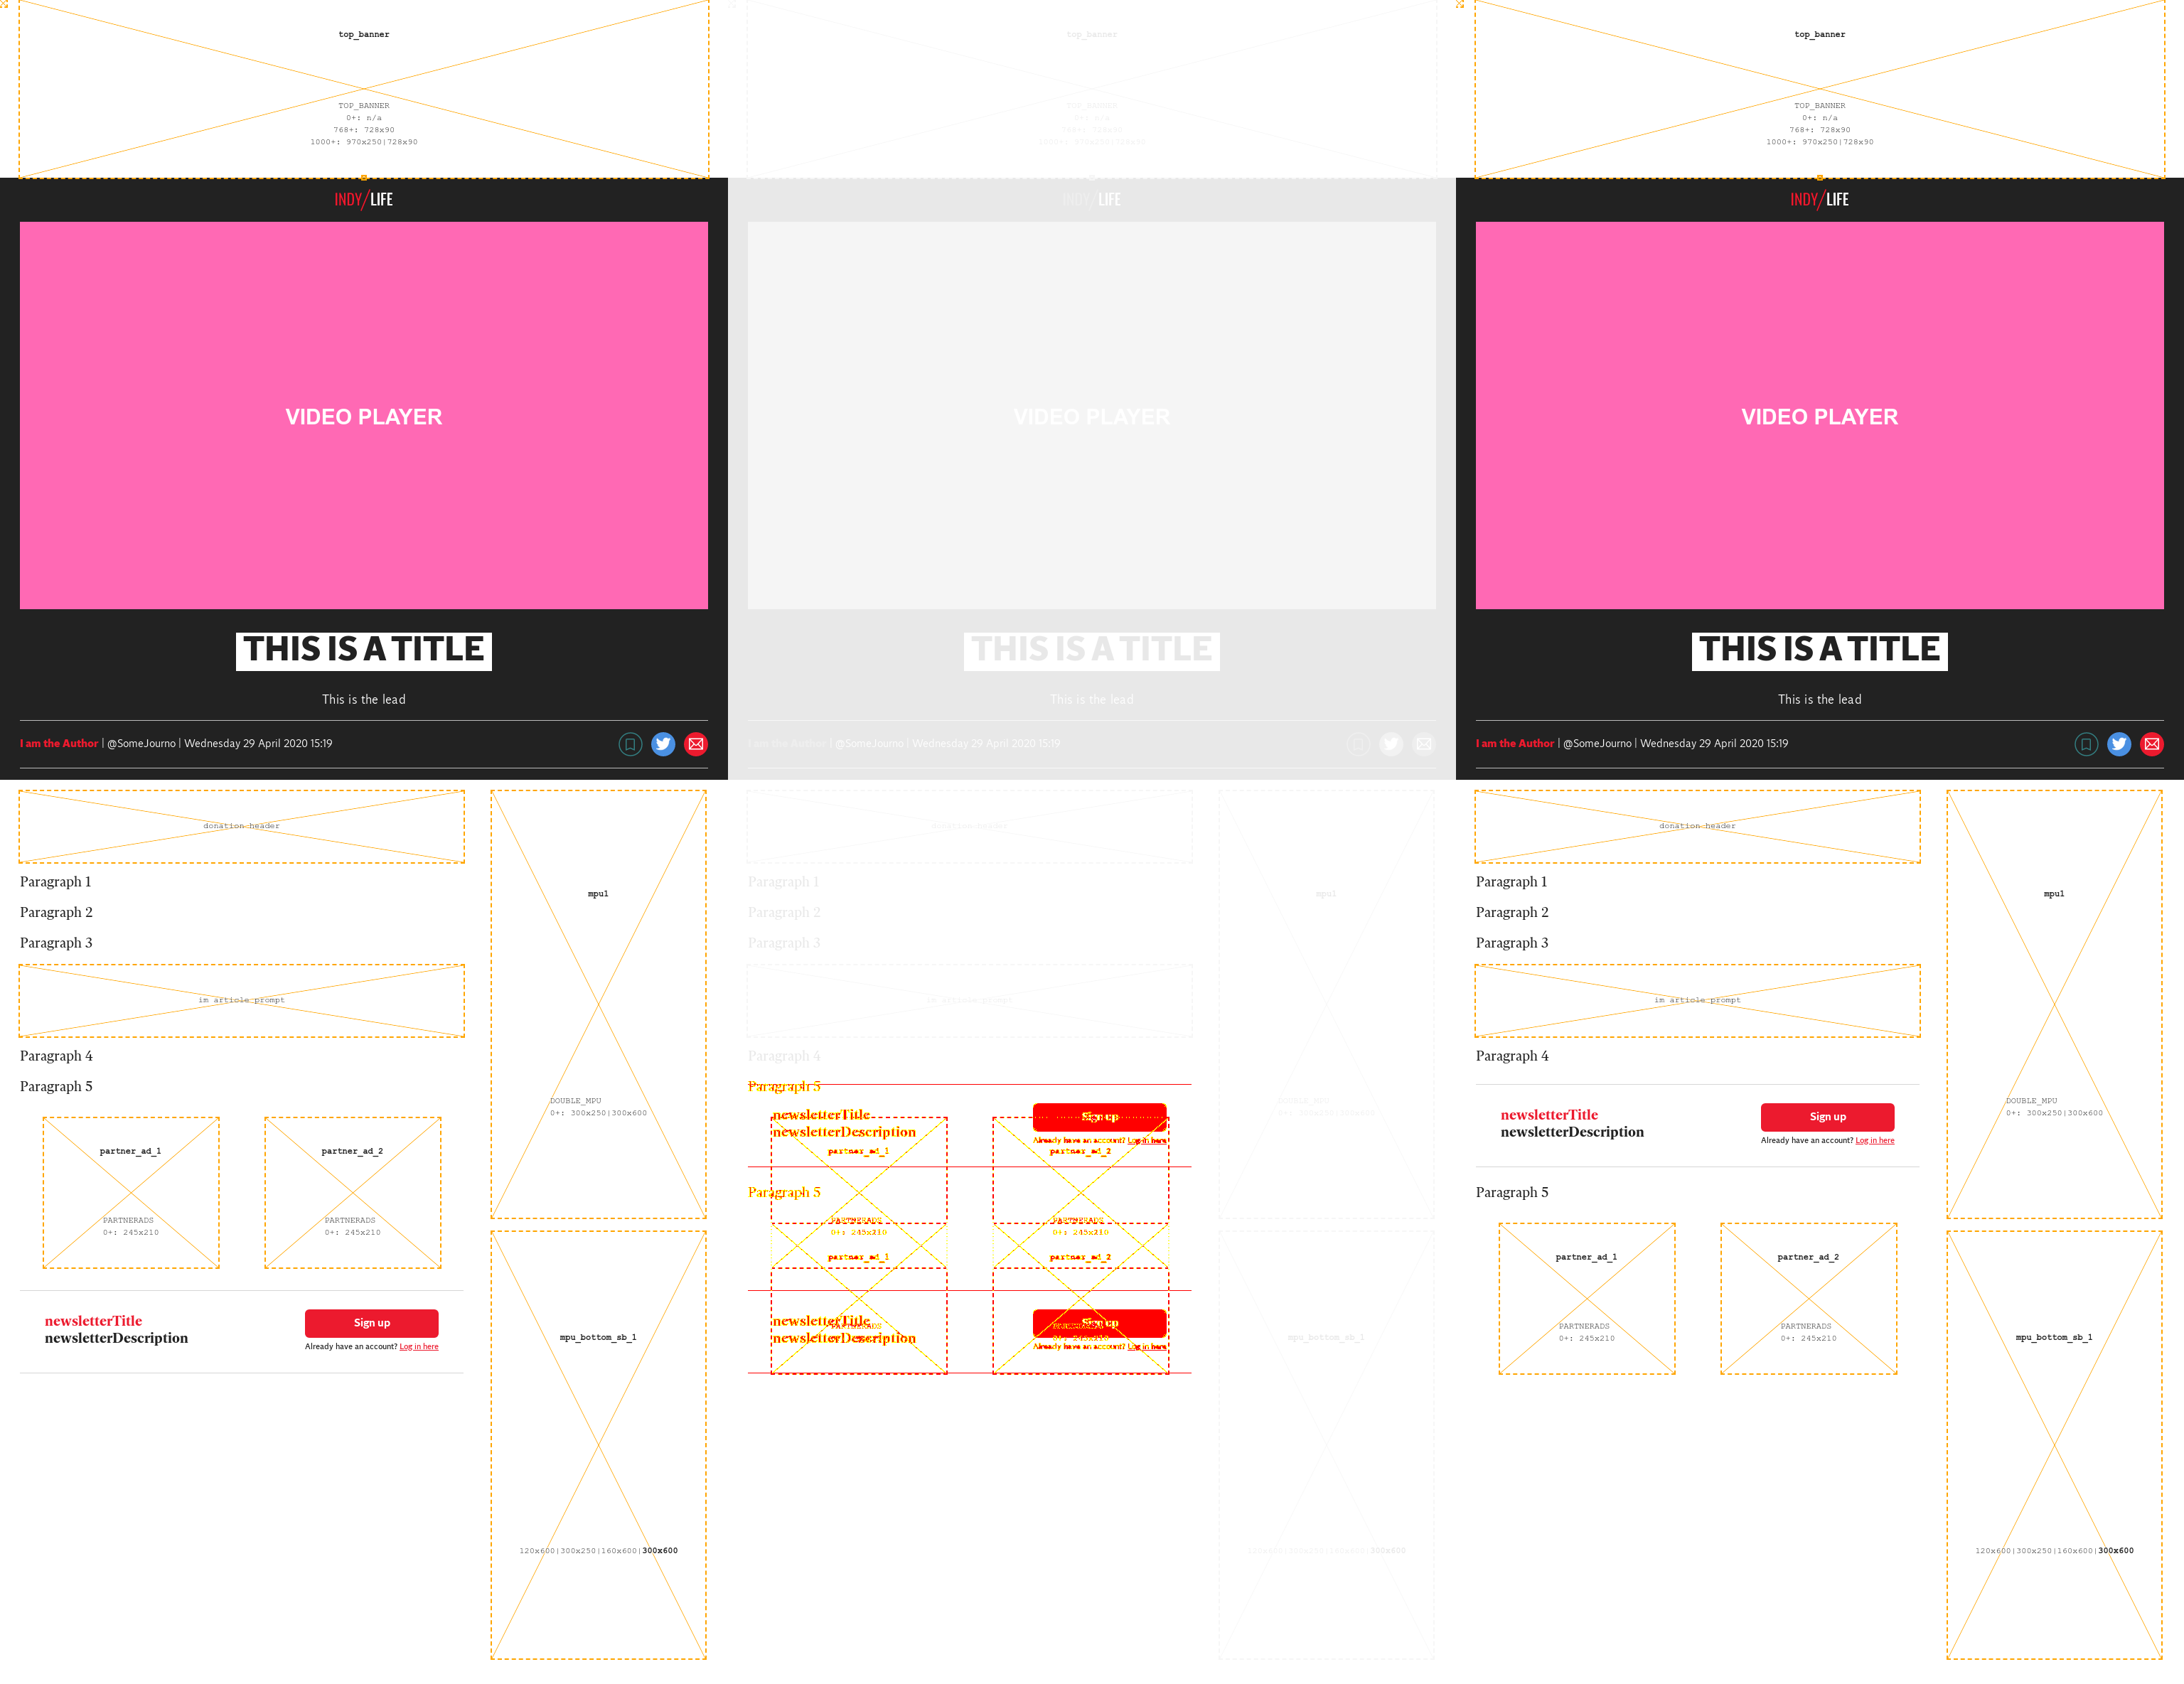 top_banner
TOP_BANNER
0+: n/a
768+: 728x90
1000+: 970x250|728x90
INDY/LIFE
VIDEO PLAYER
THIS IS A TITLE
This is the lead
I am the Author | @SomeJourno | Wednesday 29 April 2020 15:19
donation header
Paragraph 1
Paragraph 2
Paragraph 3
im article prompt
Paragraph 4
Paragraph 5
partner_ad_1
PARTNERADS
0+: 245x210
partner_ad_2
PARTNERADS
0+: 245x210
newsletterTitle
newsletterDescription
Sign up
Already have an account? Log in here
mpu1
DOUBLE_MPU
0+: 300x250|300x600
mpu_bottom_sb_1
120x600|300x250|160x600|300x600
top_banner
TOP_BANNER
0+: n/a
768+: 728x90
1000+: 970x250|728x90
INDY/LIFE
VIDEO PLAYER
THIS IS A TITLE
This is the lead
I am the Author | @SomeJourno | Wednesday 29 April 2020 15:19
donation header
Paragraph 1
Paragraph 2
Paragraph 3
im article prompt
Paragraph 4
Paragraph 5
newsletterTitle
newsletterDescription
Sign up
Already have an account? Log in here
partner_ad_1
partner_ad_2
Paragraph 5
PARTNERADS
0+: 245x210
PARTNERADS
0+: 245x210
partner_ad_1
partner_ad_2
newsletterTitle
newsletterDescription
Sign up
0+: 245x210
Already have an account? Log in here
mpu1
DOUBLE_MPU
0+: 300x250|300x600
mpu_bottom_sb_1
120x600|300x250|160x600|300x600
top_banner
TOP_BANNER
0+: n/a
768+: 728x90
1000+: 970x250|728x90
INDY/LIFE
VIDEO PLAYER
THIS IS A TITLE
This is the lead
I am the Author | @SomeJourno | Wednesday 29 April 2020 15:19
donation header
Paragraph 1
Paragraph 2
Paragraph 3
im article prompt
Paragraph 4
newsletterTitle
newsletterDescription
Sign up
Already have an account? Log in here
Paragraph 5
partner_ad_1
PARTNERADS
0+: 245x210
partner_ad_2
PARTNERADS
0+: 245x210
mpu1
DOUBLE_MPU
0+: 300x250|300x600
mpu_bottom_sb_1
120x600|300x250|160x600|300x600